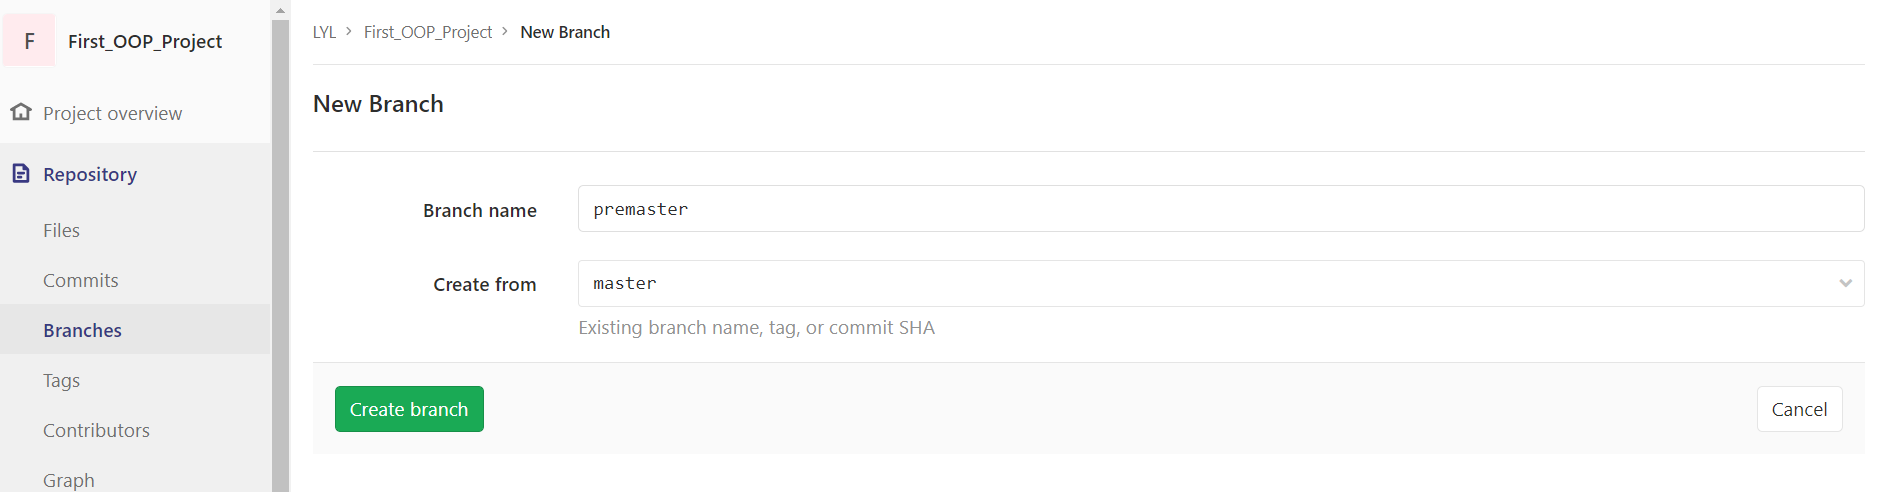 F First_OOP_Project
Project overview
Repository
Files
Commits
Branches
Tags
Contributors
Graph
LYL > First_OOP_Project > New Branch
New Branch
Branch name premaster
Create from master
Existing branch name, tag, or commit SHA
Create branch Cancel